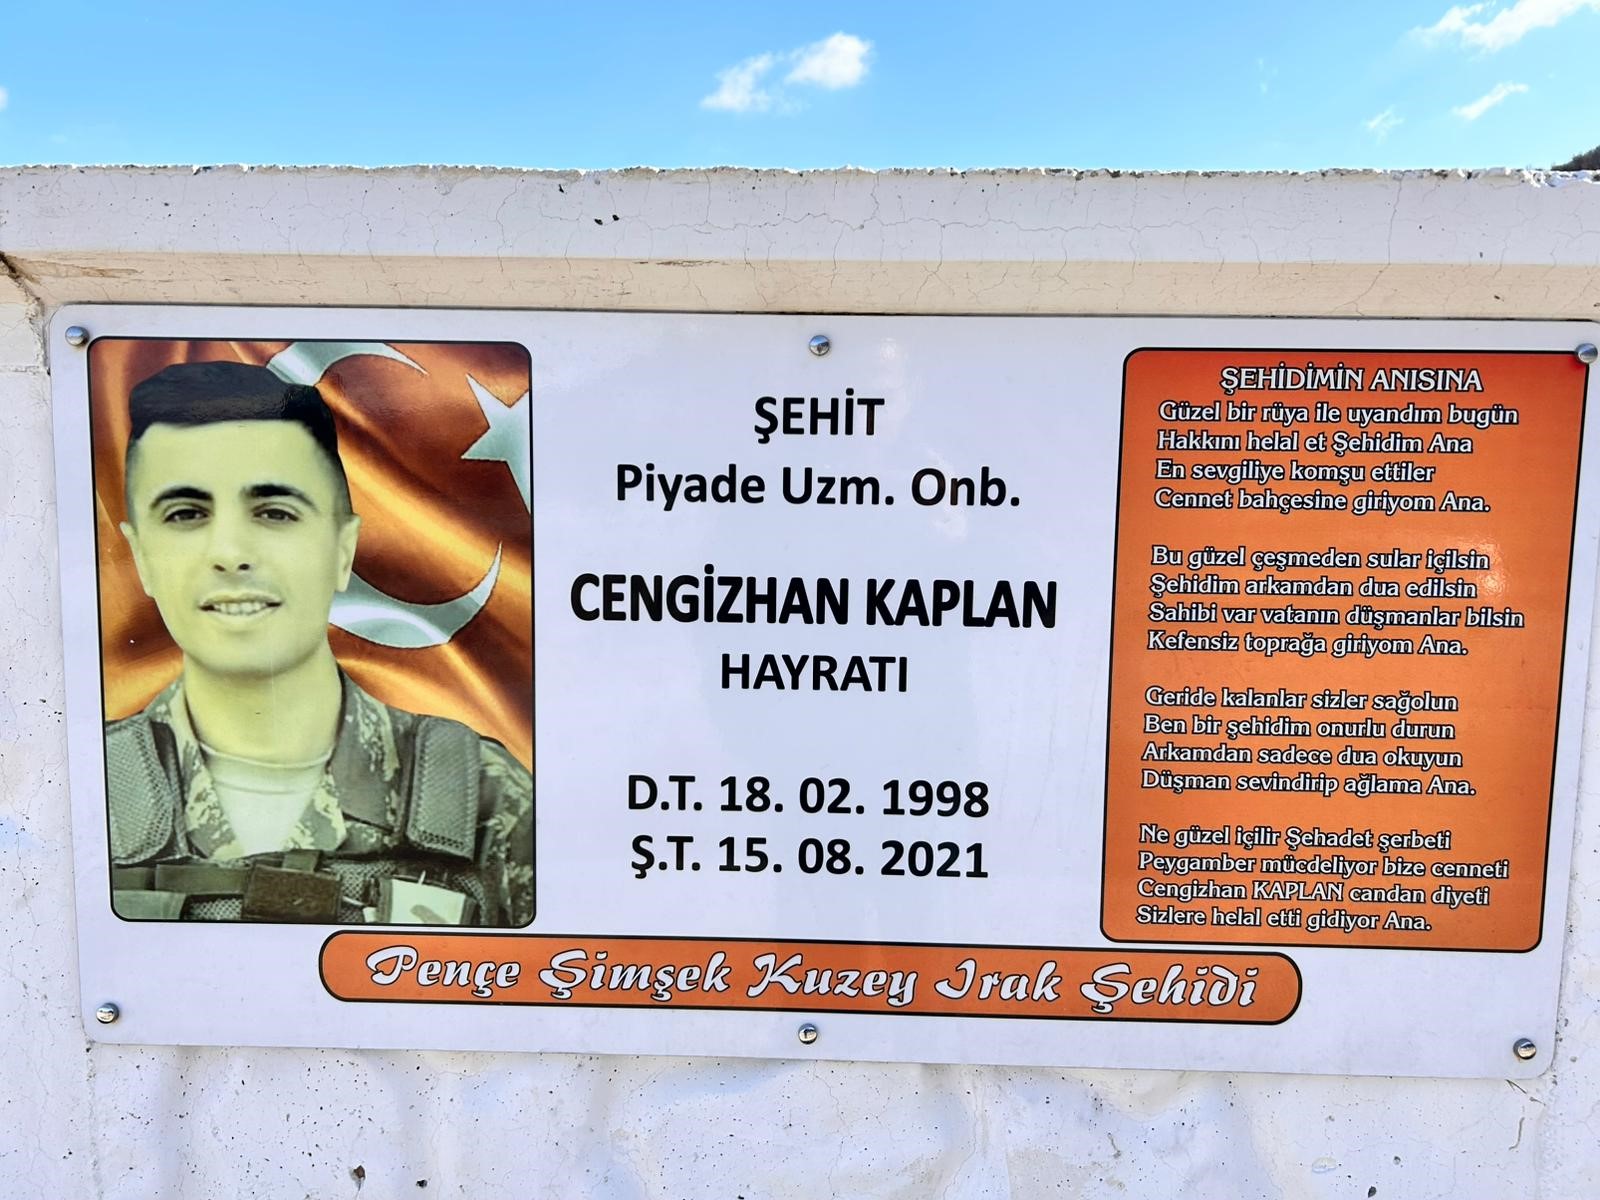 ŞEHİT
Piyade Uzm. Onb.
CENGİZHAN KAPLAN
HAYRATI
D.T. 18. 02. 1998
Ş.T. 15. 08. 2021
ŞEHİDİMİN ANISINA
Güzel bir rüya ile uyandım bugün
Hakkını helal et Şehidim Ana
En sevgiliye komşu ettiler
Cennet bahçesine giriyom Ana.
Bu güzel çeşmeden sular içilsin
Şehidim arkamdan dua edilsin
Sahibi var vatanın düşmanlar bilsin
Kefensiz toprağa giriyom Ana.
Geride kalanlar sizler sağolun
Ben bir şehidim onurlu durun
Arkamdan sadece dua okuyun
Düşman sevindirip ağlama Ana.
Ne güzel içilir Şehadet şerbeti
Peygamber mücdeliyor bize cenneti
Cengizhan KAPLAN candan diyeti
Sizlere helal etti gidiyor Ana.
Pençe Şimşek Kuzey Irak Şehidi